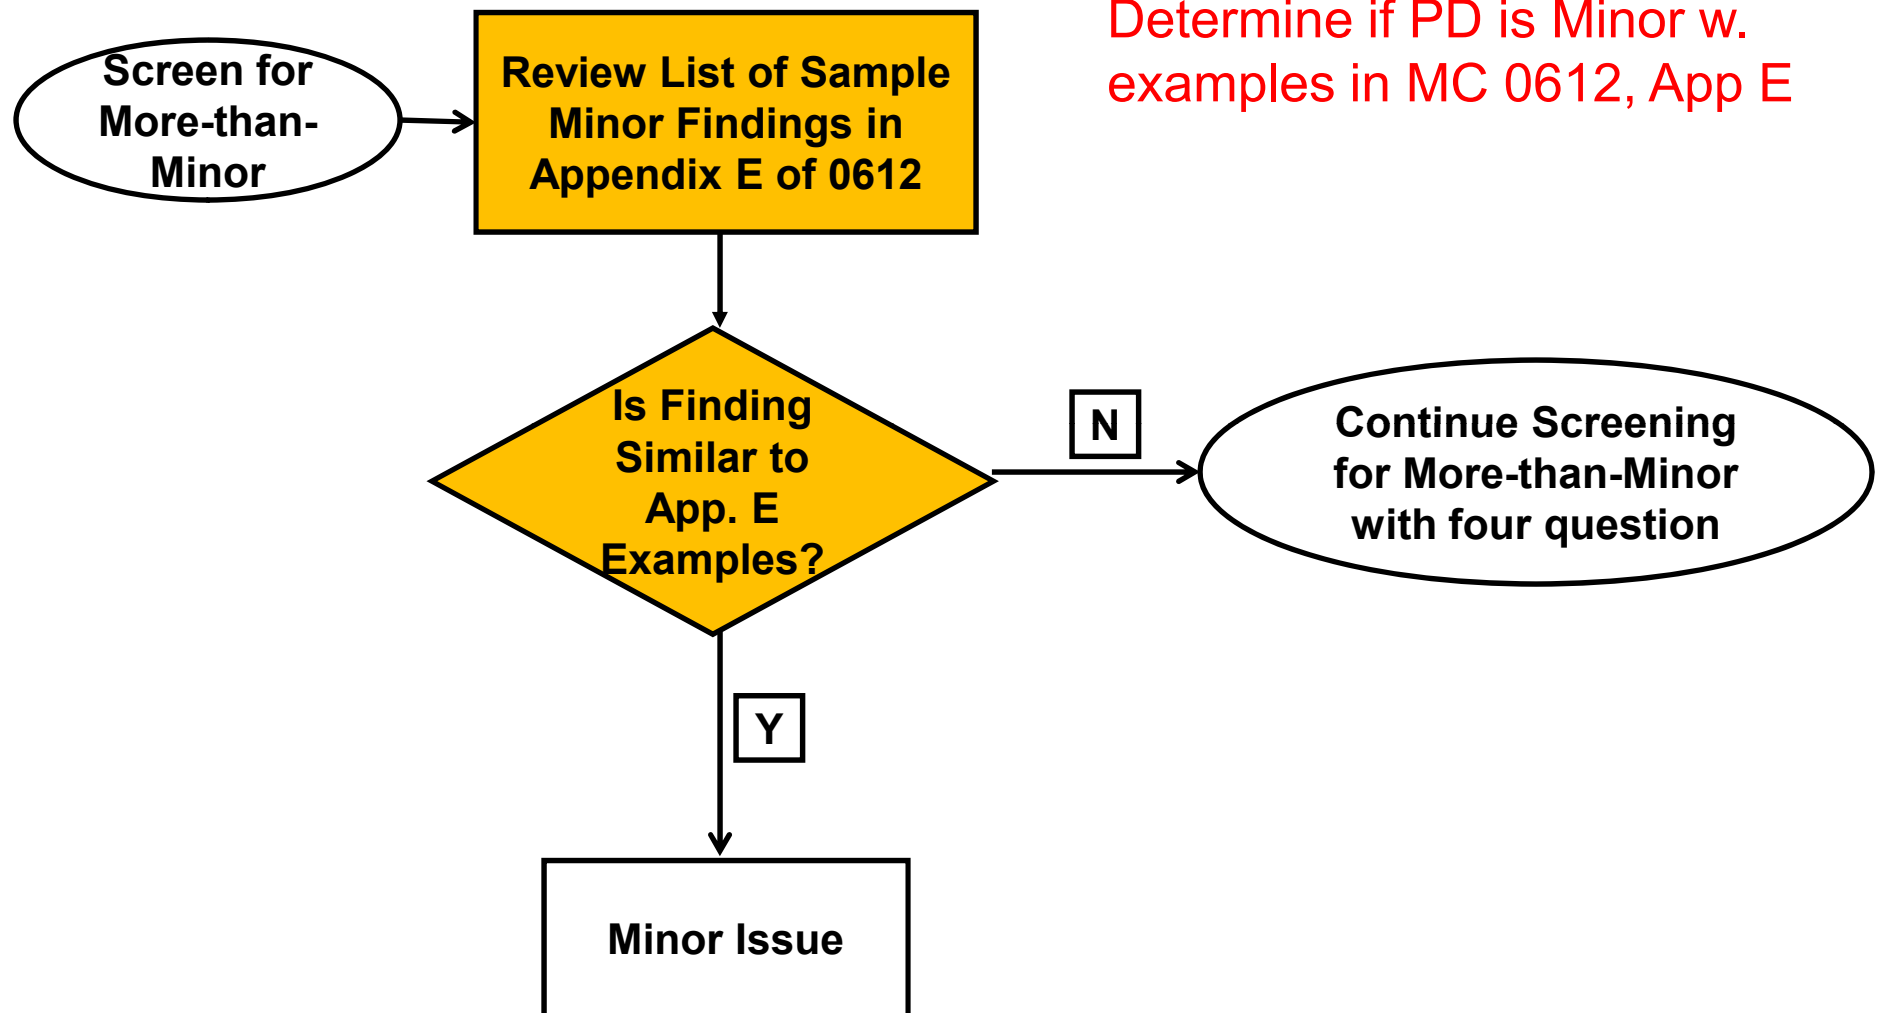 Determine if PD is Minor w.
examples in MC 0612, App E
Screen for
More-than-
Minor
Review List of Sample
Minor Findings in
Appendix E of 0612
Is Finding
Similar to
App. E
Examples?
N
Continue Screening
for More-than-Minor
with four question
Y
Minor Issue